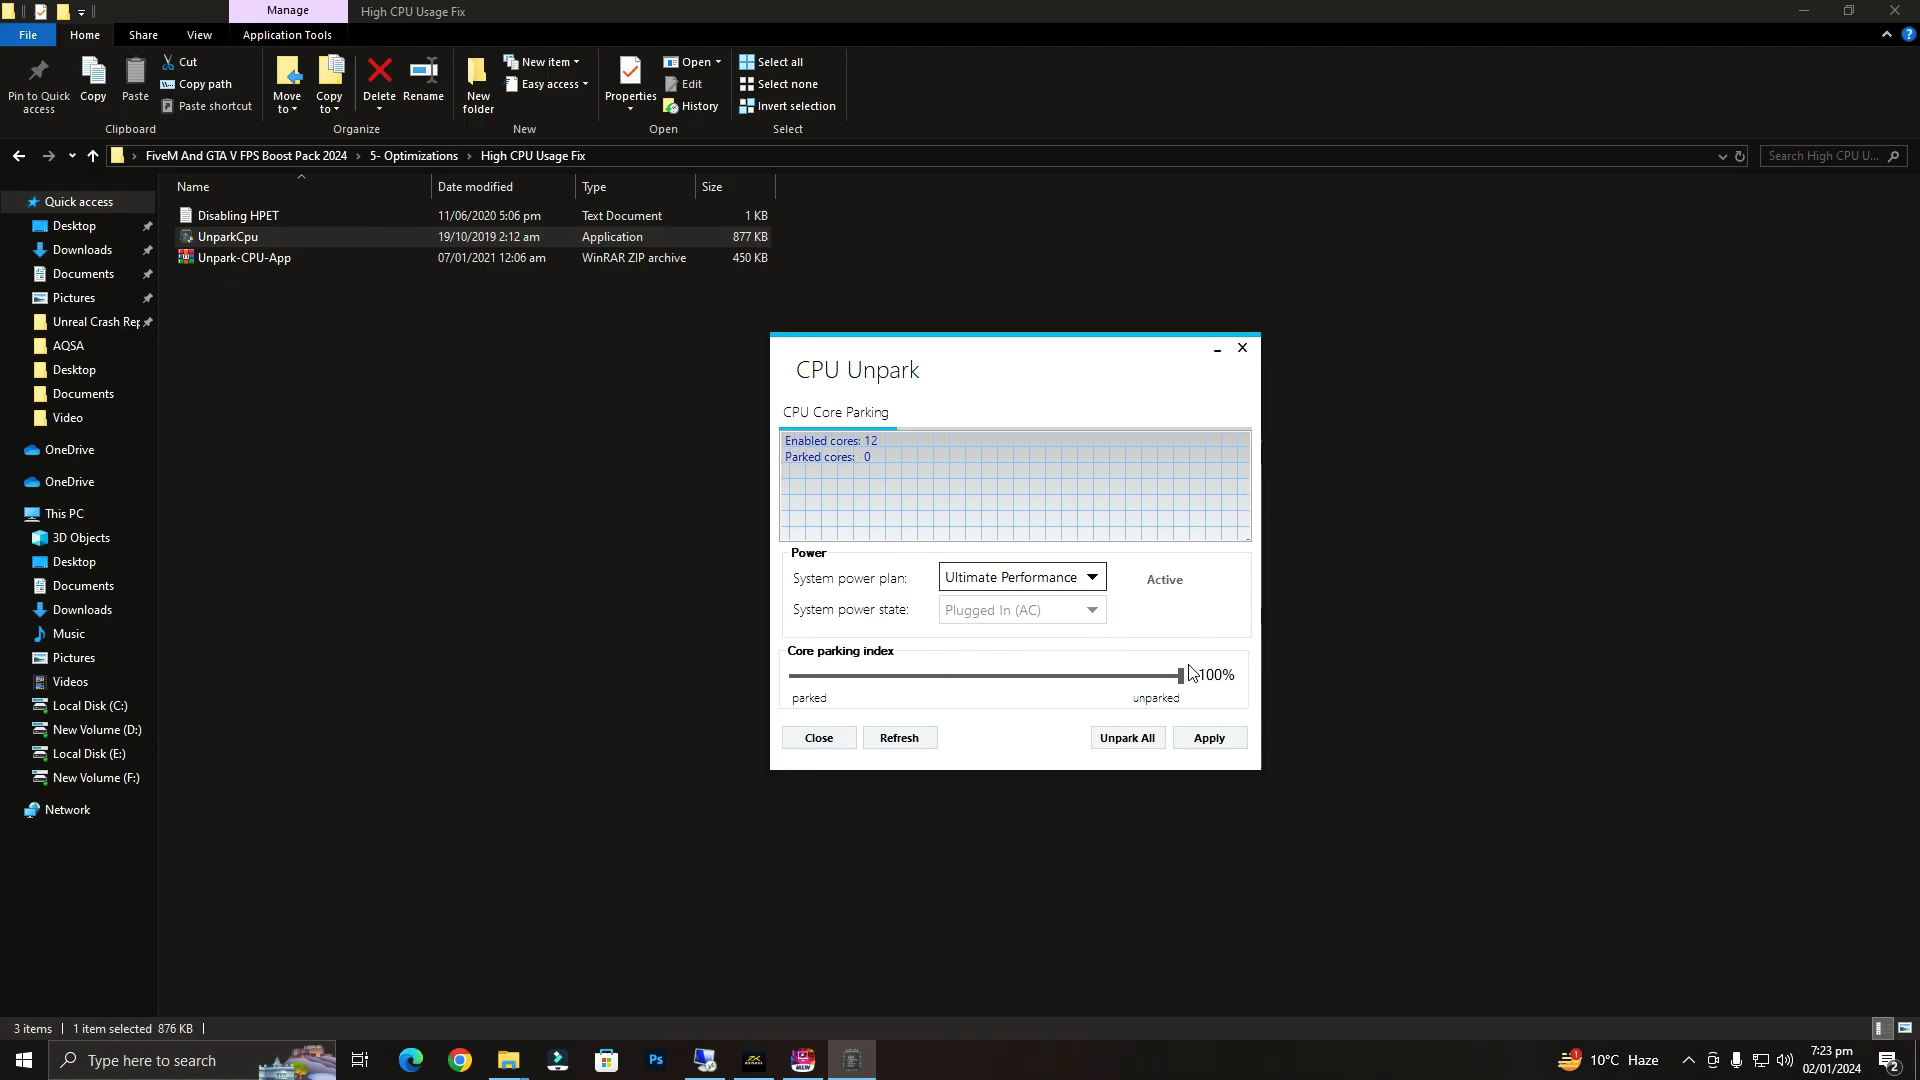 Manage
High CPU Usage Fix
File
Home
Share
View
Application Tools
Pin to Quick access
Copy
Paste
Cut
Copy path
Paste shortcut
Clipboard
Move to
Copy to
Delete
Rename
Organize
New folder
New item
Easy access
New
Properties
Open
Edit
History
Open
Select all
Select none
Invert selection
Select
FiveM And GTA V FPS Boost Pack 2024 › 5- Optimizations › High CPU Usage Fix
Search High CPU U...
Name
Date modified
Type
Size
Disabling HPET 11/06/2020 5:06 pm Text Document 1 KB
UnparkCpu 19/10/2019 2:12 am Application 877 KB
Unpark-CPU-App 07/01/2021 12:06 am WinRAR ZIP archive 450 KB
Quick access
Desktop
Downloads
Documents
Pictures
Unreal Crash Rep
AQSA
Desktop
Documents
Video
OneDrive
OneDrive
This PC
3D Objects
Desktop
Documents
Downloads
Music
Pictures
Videos
Local Disk (C:)
New Volume (D:)
Local Disk (E:)
New Volume (F:)
Network
CPU Unpark
CPU Core Parking
Enabled cores: 12
Parked cores: 0
Power
System power plan: Ultimate Performance Active
System power state: Plugged In (AC)
Core parking index
100%
parked unparked
Close Refresh Unpark All Apply
3 items 1 item selected 876 KB
Type here to search
Ps
1
10°C Haze
7:23 pm
02/01/2024
2